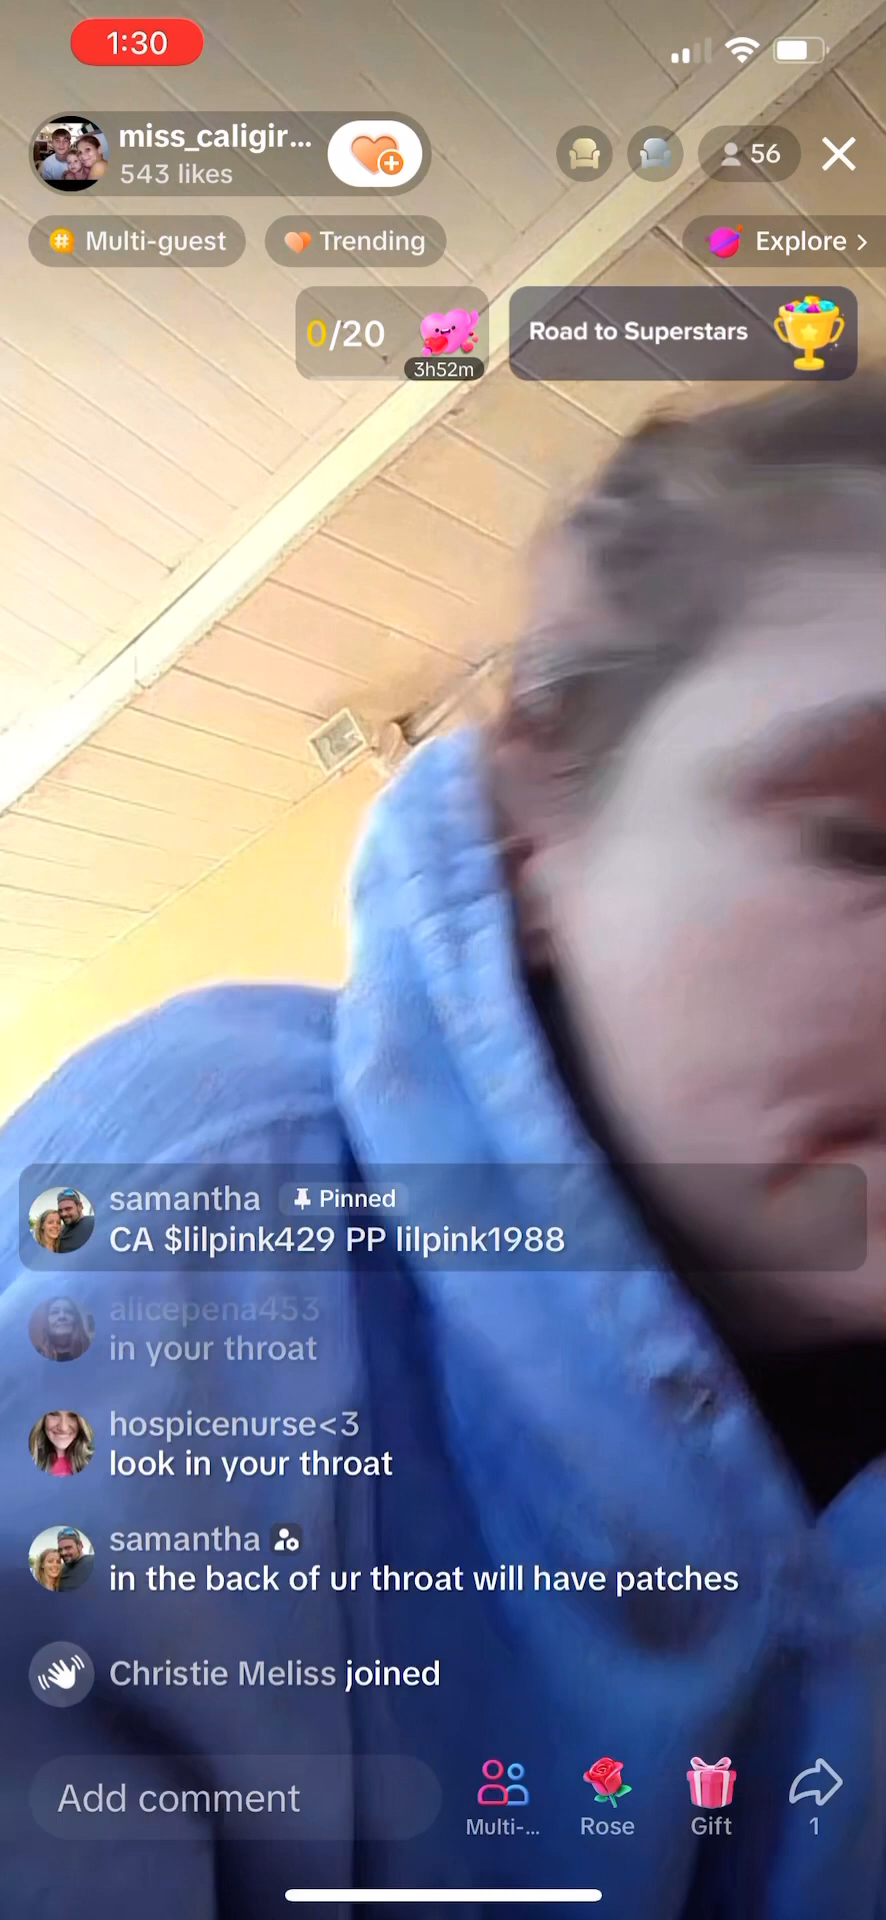 1:30
miss_caligir...
543 likes
56
Multi-guest
Trending
Explore >
0/20
3h52m
Road to Superstars
samantha Pinned
CA $lilpink429 PP lilpink1988
alicepena453
in your throat
hospicenurse<3
look in your throat
samantha
in the back of ur throat will have patches
Christie Meliss joined
Add comment
Multi-...
Rose
Gift
1